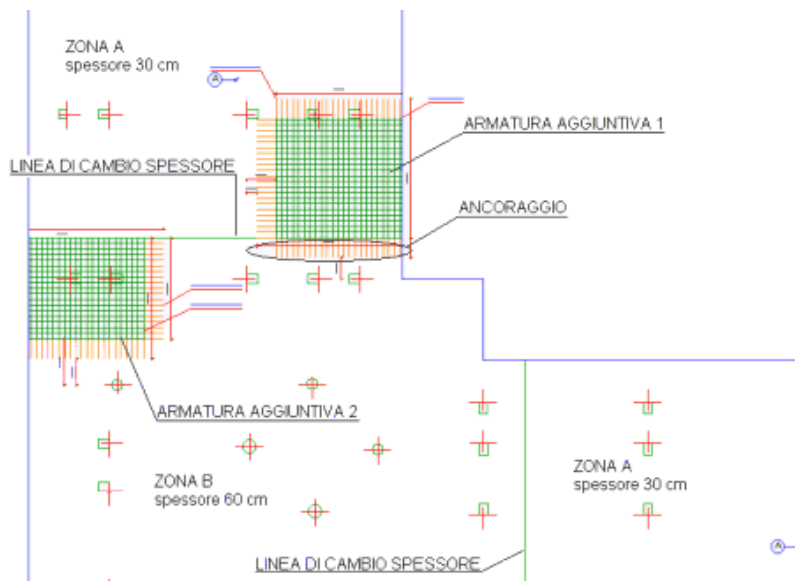 ZONA A
spessore 30 cm
A
ARMATURA AGGIUNTIVA 1
LINEA DI CAMBIO SPESSORE
ANCORAGGIO
ARMATURA AGGIUNTIVA 2
ZONA B
spessore 60 cm
ZONA A
spessore 30 cm
A
LINEA DI CAMBIO SPESSORE